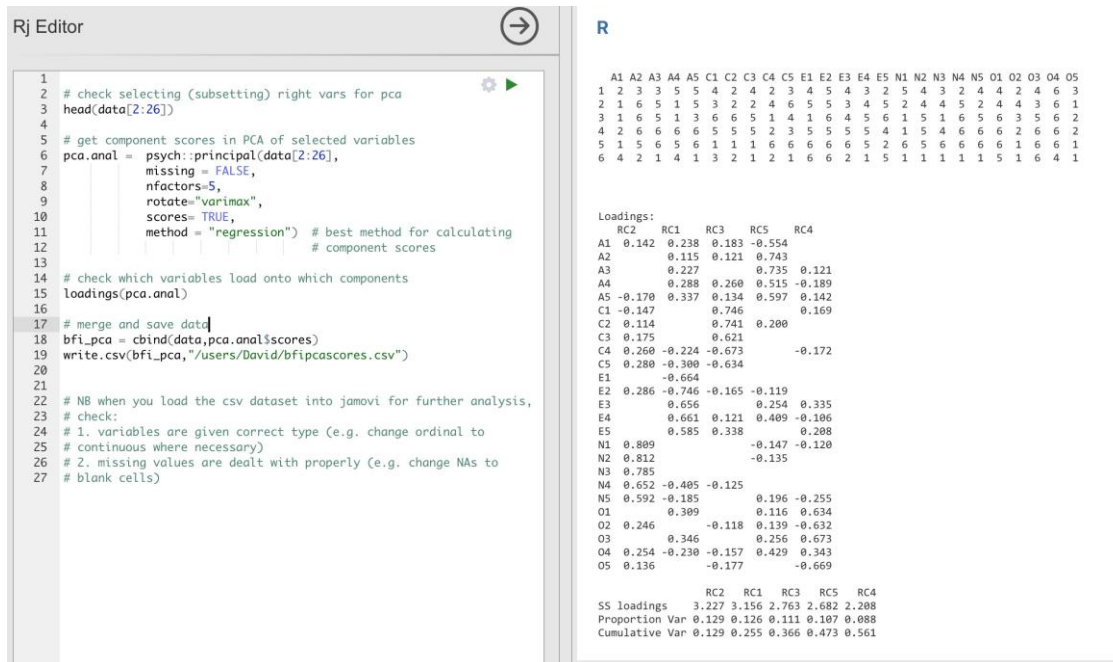 Rj Editor
1
2 # check selecting (subsetting) right vars for pca
3 head(data[2:26])
4
5 # get component scores in PCA of selected variables
6 pca.anal = psych::principal(data[2:26],
7 missing = FALSE,
8 nfactors=5,
9 rotate="varimax",
10 scores= TRUE,
11 method = "regression") # best method for calculating
12 # component scores
13
14 # check which variables load onto which components
15 loadings(pca.anal)
16
17 # merge and save data
18 bfi_pca = cbind(data,pca.anal$scores)
19 write.csv(bfi_pca,"/users/David/bfipcascores.csv")
20
21
22 # NB when you load the csv dataset into jamovi for further analysis,
23 # check:
24 # 1. variables are given correct type (e.g. change ordinal to
25 # continuous where necessary)
26 # 2. missing values are dealt with properly (e.g. change NAs to
27 # blank cells)
R
A1 A2 A3 A4 A5 C1 C2 C3 C4 C5 E1 E2 E3 E4 E5 N1 N2 N3 N4 N5 O1 O2 O3 O4 O5
1 2 3 3 5 5 4 2 4 2 3 4 5 4 3 5 2 4 2 4 3 4 2 4 6 3
2 1 6 5 1 5 3 2 2 4 6 5 5 3 4 5 2 4 4 5 2 4 4 3 6 1
3 1 6 5 1 3 6 6 5 1 4 1 6 4 5 6 1 5 1 6 5 6 3 5 6 2
4 2 6 6 6 6 5 5 5 2 3 5 5 5 5 4 1 5 4 6 6 6 2 6 6 2
5 1 5 6 5 6 1 1 1 6 6 6 6 6 6 5 2 6 5 6 6 6 1 6 6 1
6 4 2 1 4 1 3 2 1 2 1 6 6 2 1 5 1 1 1 1 1 5 1 6 4 1
Loadings:
RC2 RC1 RC3 RC5 RC4
A1 0.142 0.238 0.183 -0.554
A2 0.115 0.121 0.743
A3 0.227 0.735 0.121
A4 0.288 0.260 0.515 -0.189
A5 -0.170 0.337 0.134 0.597 0.142
C1 -0.147 0.746 0.169
C2 0.114 0.741 0.200
C3 0.175 0.621
C4 0.260 -0.224 -0.673 -0.172
C5 0.280 -0.300 -0.634
E1 -0.664
E2 0.286 -0.746 -0.165 -0.119
E3 0.656 0.254 0.335
E4 0.661 0.121 0.409 -0.106
E5 0.585 0.338 0.208
N1 0.809 -0.147 -0.120
N2 0.812 -0.135
N3 0.785
N4 0.652 -0.405 -0.125
N5 0.592 -0.185 0.196 -0.255
O1 0.309 0.116 0.634
O2 0.246 -0.118 0.139 -0.632
O3 0.346 0.256 0.673
O4 0.254 -0.230 -0.157 0.429 0.343
O5 0.136 -0.177 -0.669
RC2 RC1 RC3 RC5 RC4
SS loadings 3.227 3.156 2.763 2.682 2.208
Proportion Var 0.129 0.126 0.111 0.107 0.088
Cumulative Var 0.129 0.255 0.366 0.473 0.561